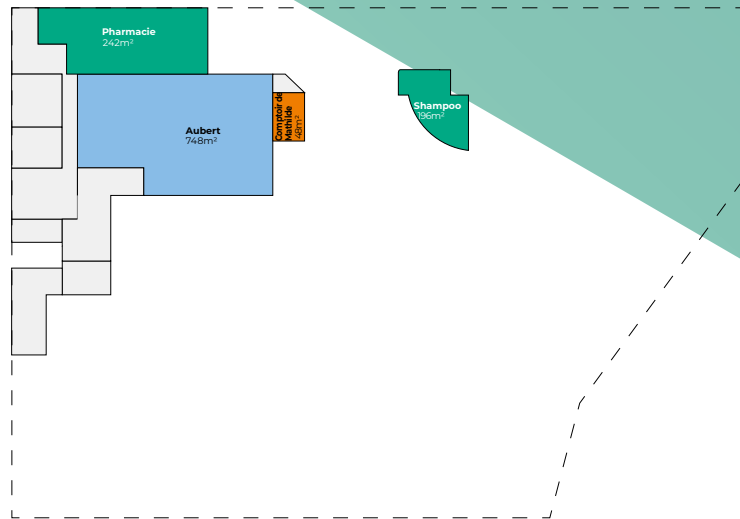 Pharmacie
242m²
Aubert
748m²
Comptoir de
Mathilde
48m²
Shampoo
196m²